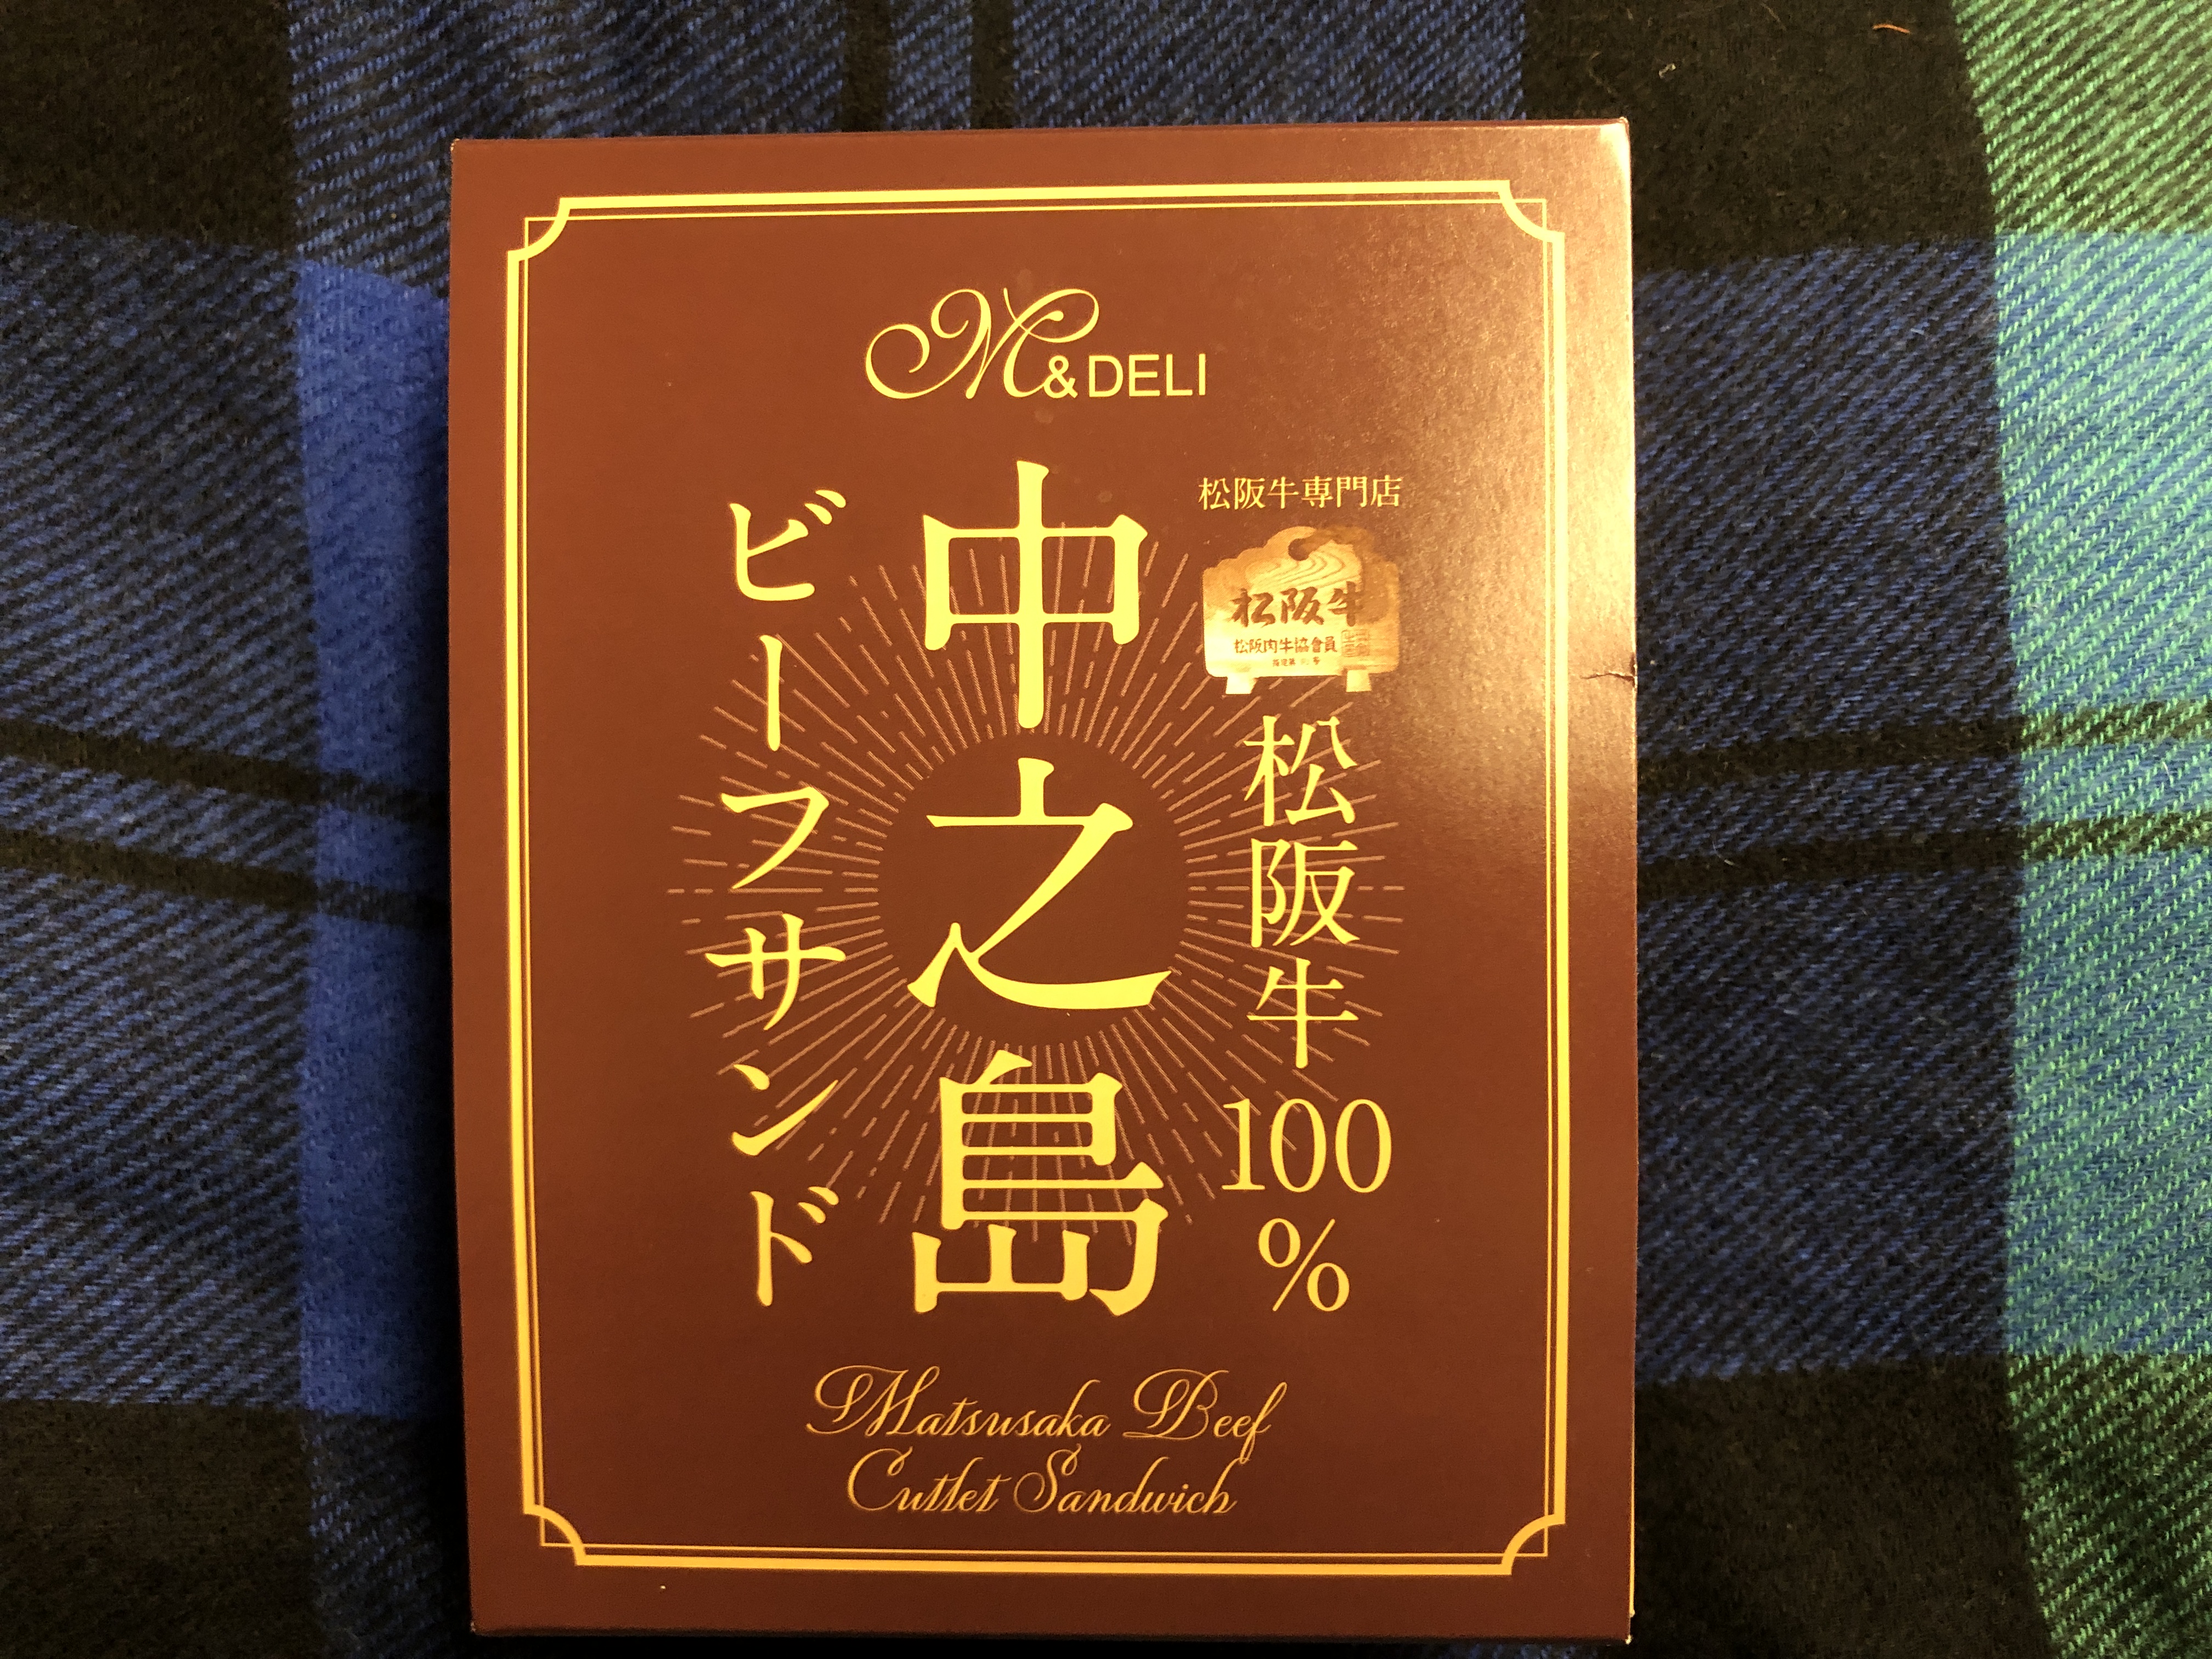 M & DELI
松阪牛専門店
松阪牛
松阪肉牛協會員
松阪牛100%
中之島
ビーフサンド
Matsusaka Beef
Cutlet Sandwich